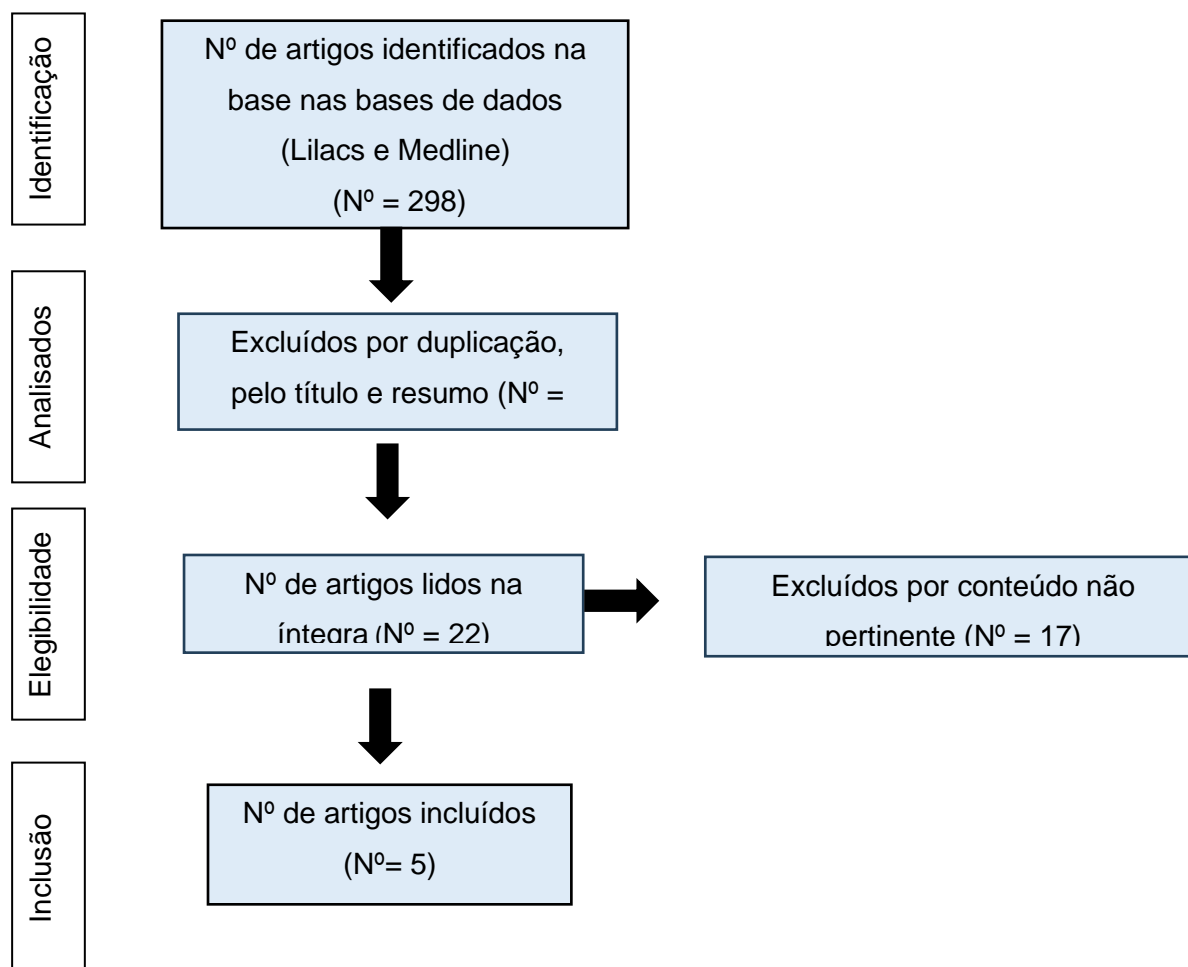 Identificação
Nº de artigos identificados na
base nas bases de dados
(Lilacs e Medline)
(Nº = 298)
Analisados
Excluídos por duplicação,
pelo título e resumo (Nº =
Elegibilidade
Nº de artigos lidos na
íntegra (Nº = 22)
Excluídos por conteúdo não
pertinente (Nº = 17)
Inclusão
Nº de artigos incluídos
(Nº= 5)